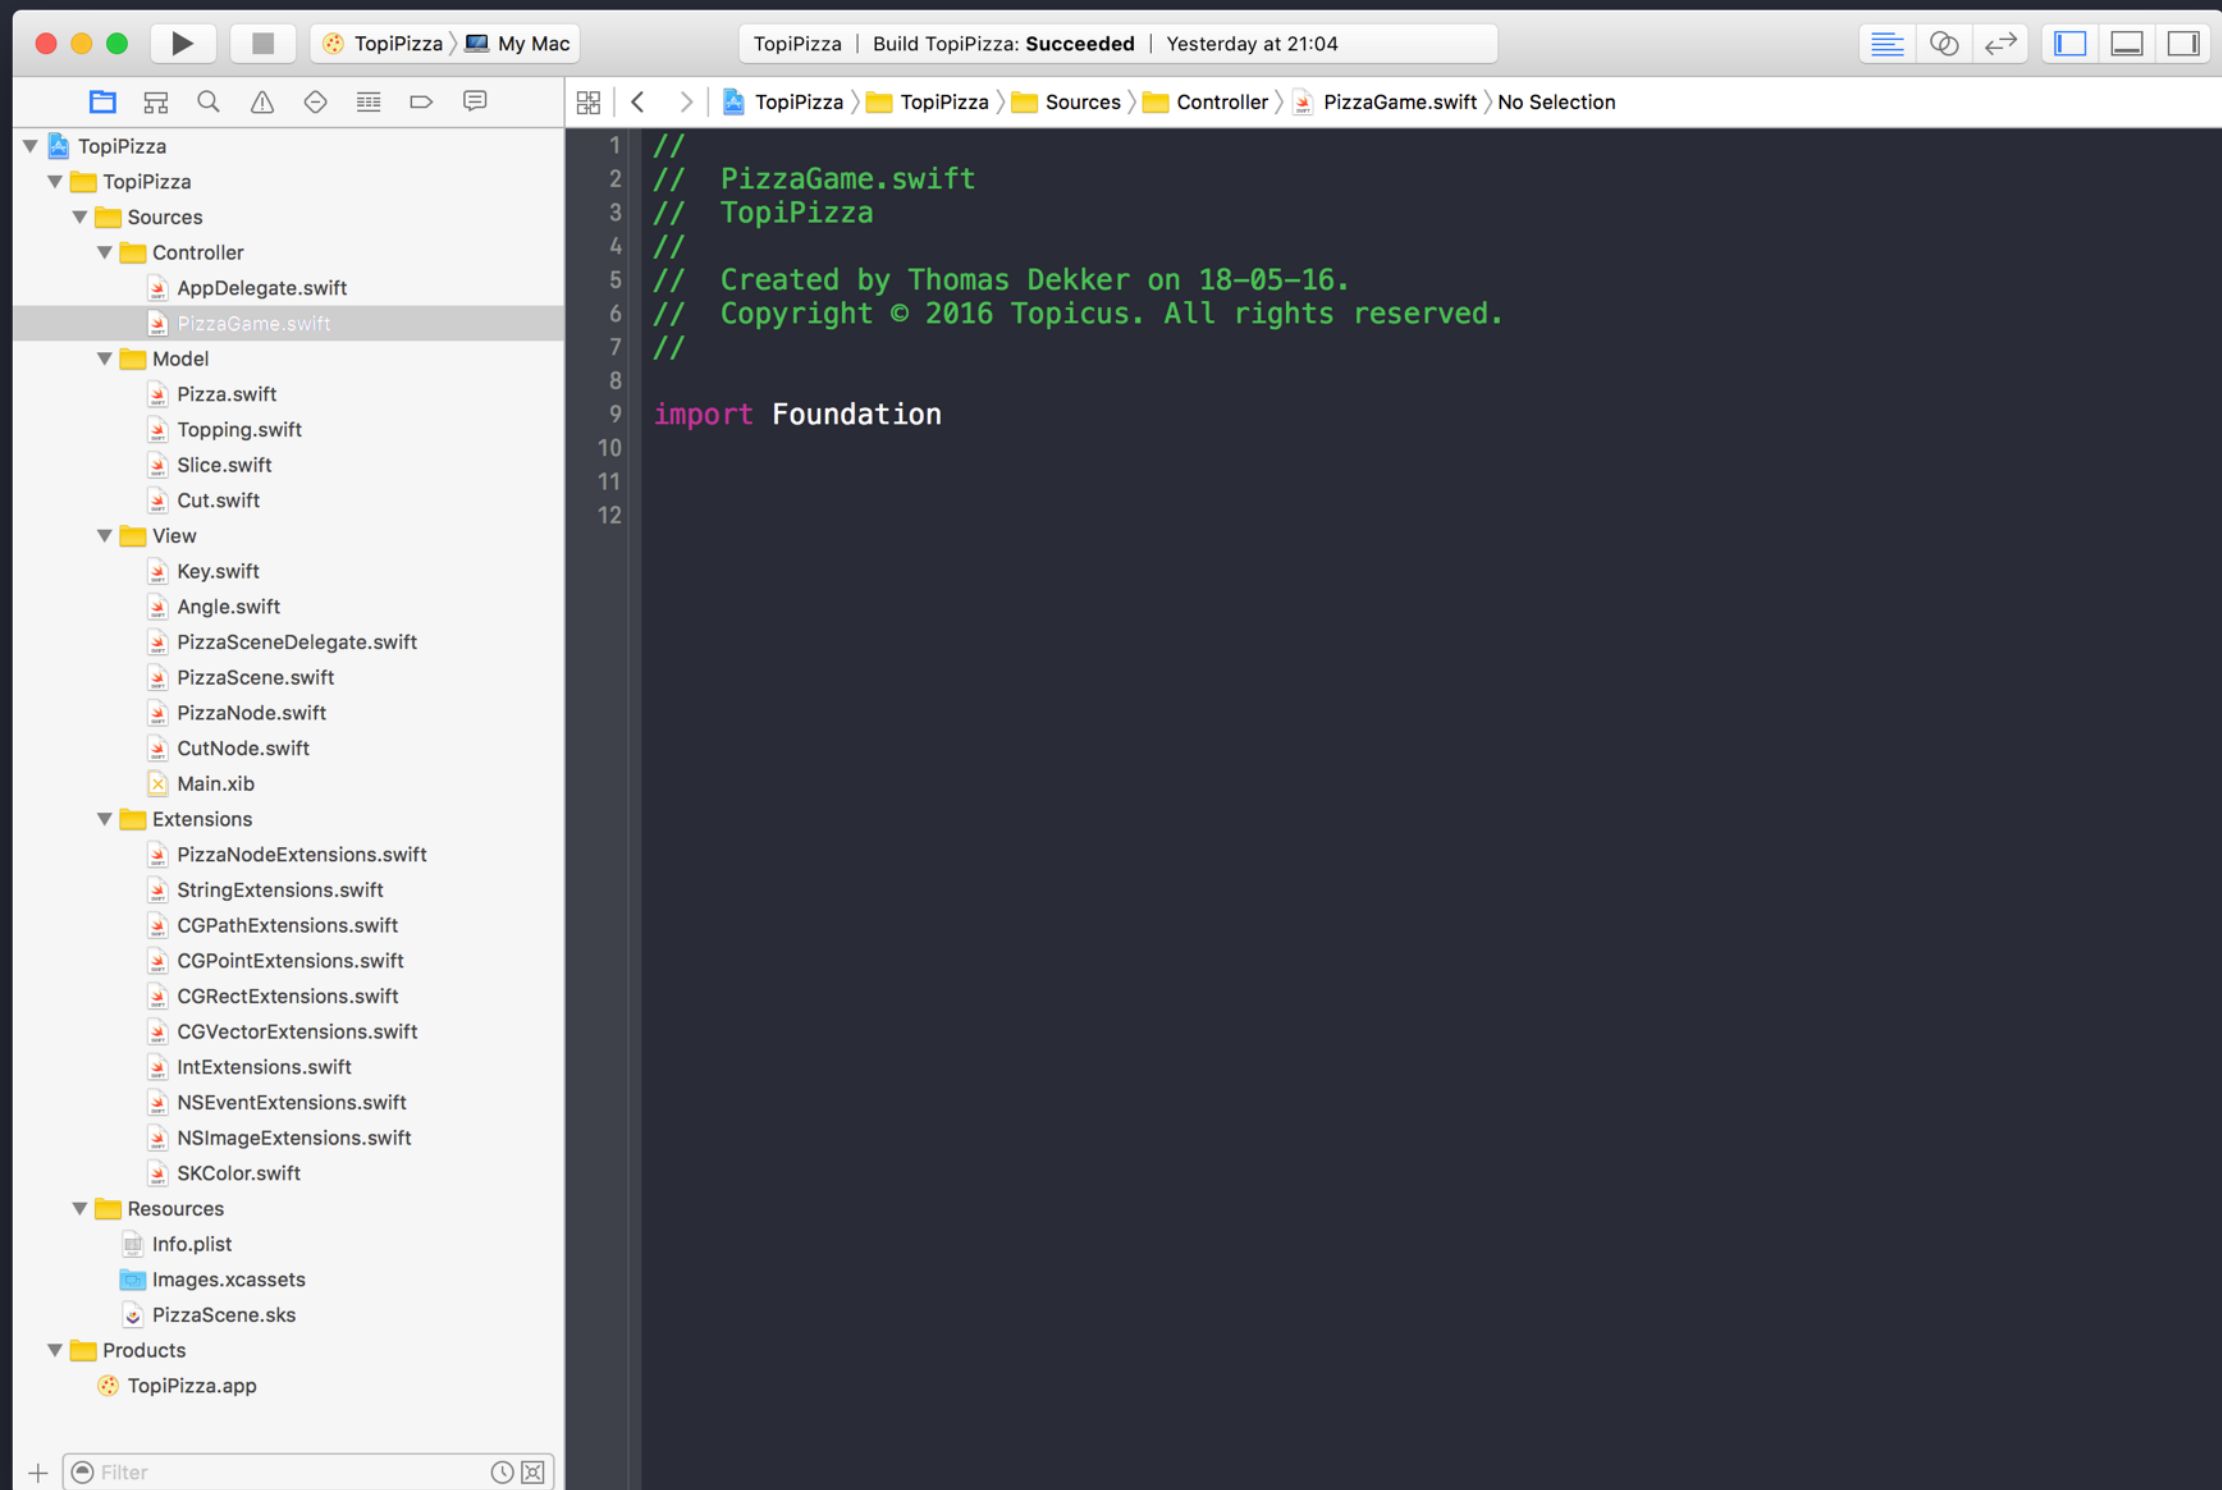 TopiPizza 〉 My Mac
TopiPizza | Build TopiPizza: Succeeded | Yesterday at 21:04
TopiPizza 〉 TopiPizza 〉 Sources 〉 Controller 〉 PizzaGame.swift 〉 No Selection
TopiPizza
TopiPizza
Sources
Controller
AppDelegate.swift
PizzaGame.swift
Model
Pizza.swift
Topping.swift
Slice.swift
Cut.swift
View
Key.swift
Angle.swift
PizzaSceneDelegate.swift
PizzaScene.swift
PizzaNode.swift
CutNode.swift
Main.xib
Extensions
PizzaNodeExtensions.swift
StringExtensions.swift
CGPathExtensions.swift
CGPointExtensions.swift
CGRectExtensions.swift
CGVectorExtensions.swift
IntExtensions.swift
NSEventExtensions.swift
NSImageExtensions.swift
SKColor.swift
Resources
Info.plist
Images.xcassets
PizzaScene.sks
Products
TopiPizza.app
Filter
1 //
2 //  PizzaGame.swift
3 //  TopiPizza
4 //
5 //  Created by Thomas Dekker on 18-05-16.
6 //  Copyright © 2016 Topicus. All rights reserved.
7 //
8
9 import Foundation
10
11
12